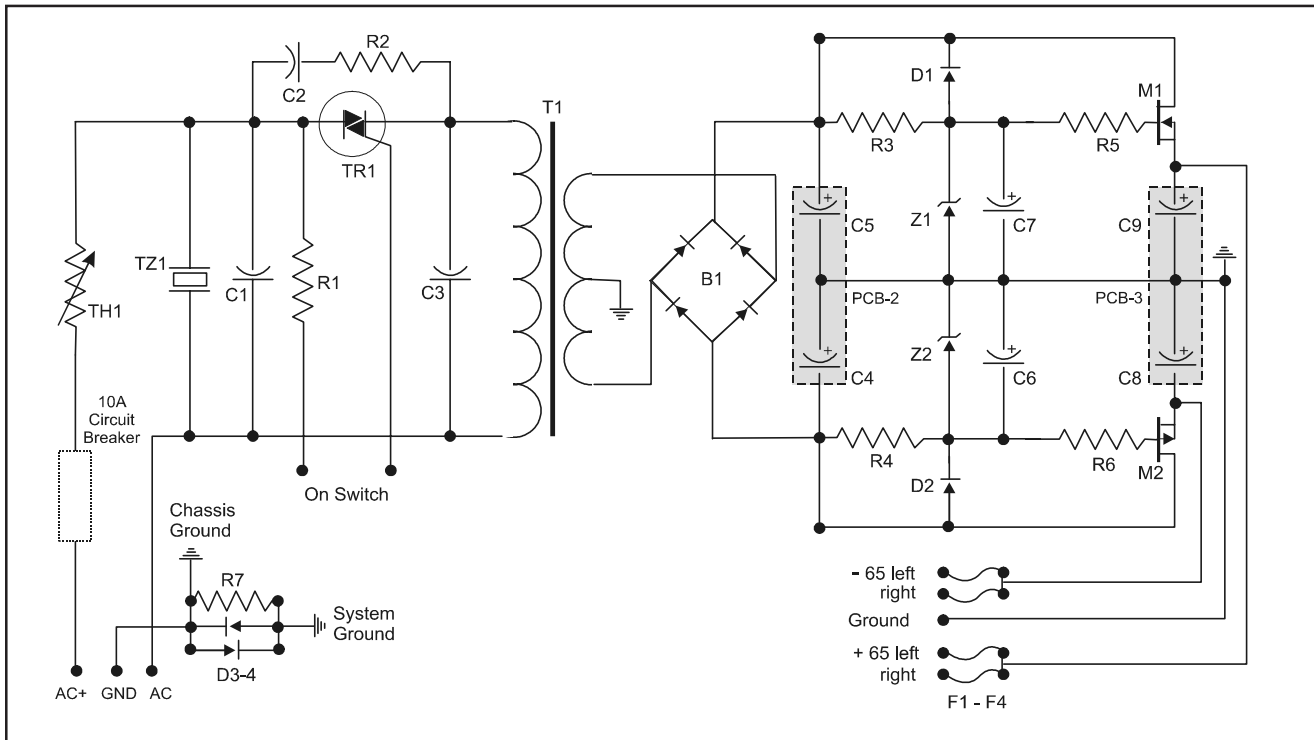 R2
C2
D1
M1
T1
R3
R5
TR1
C5
Z1
C7
C9
TZ1
C1
R1
C3
B1
TH1
PCB-2
PCB-3
Z2
C4
C6
C8
10A
Circuit
Breaker
R4
R6
M2
D2
On Switch
Chassis
Ground
R7
System
Ground
D3-4
AC+ GND AC
- 65 left
right
Ground
+ 65 left
right
F1 - F4
+
+
+
+
+
+